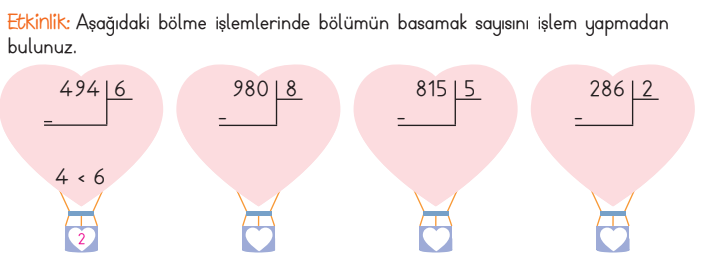 Etkinlik: Aşağıdaki bölme işlemlerinde bölümün basamak sayısını işlem yapmadan
bulunuz.
494 6 980 8 815 5 286 2
- - - -
4 < 6
2